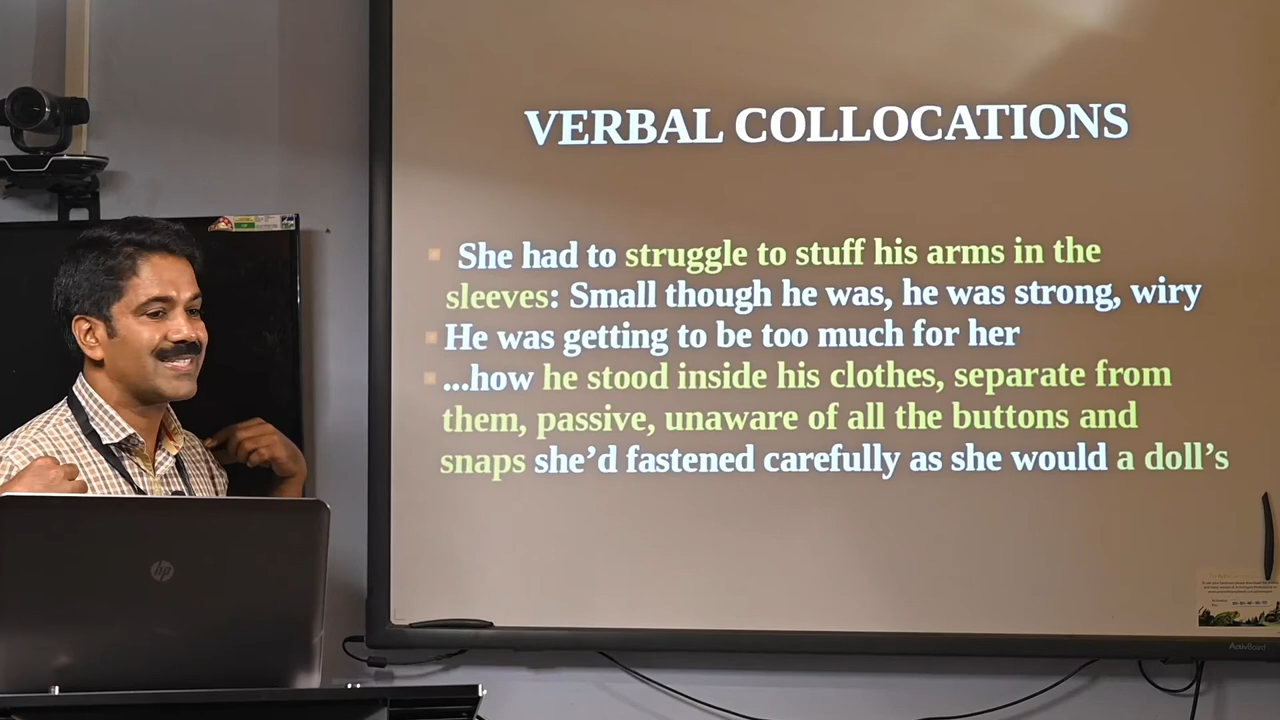 VERBAL COLLOCATIONS
She had to struggle to stuff his arms in the
sleeves: Small though he was, he was strong, wiry
He was getting to be too much for her
...how he stood inside his clothes, separate from
them, passive, unaware of all the buttons and
snaps she’d fastened carefully as she would a doll’s
hp
ActivBoard